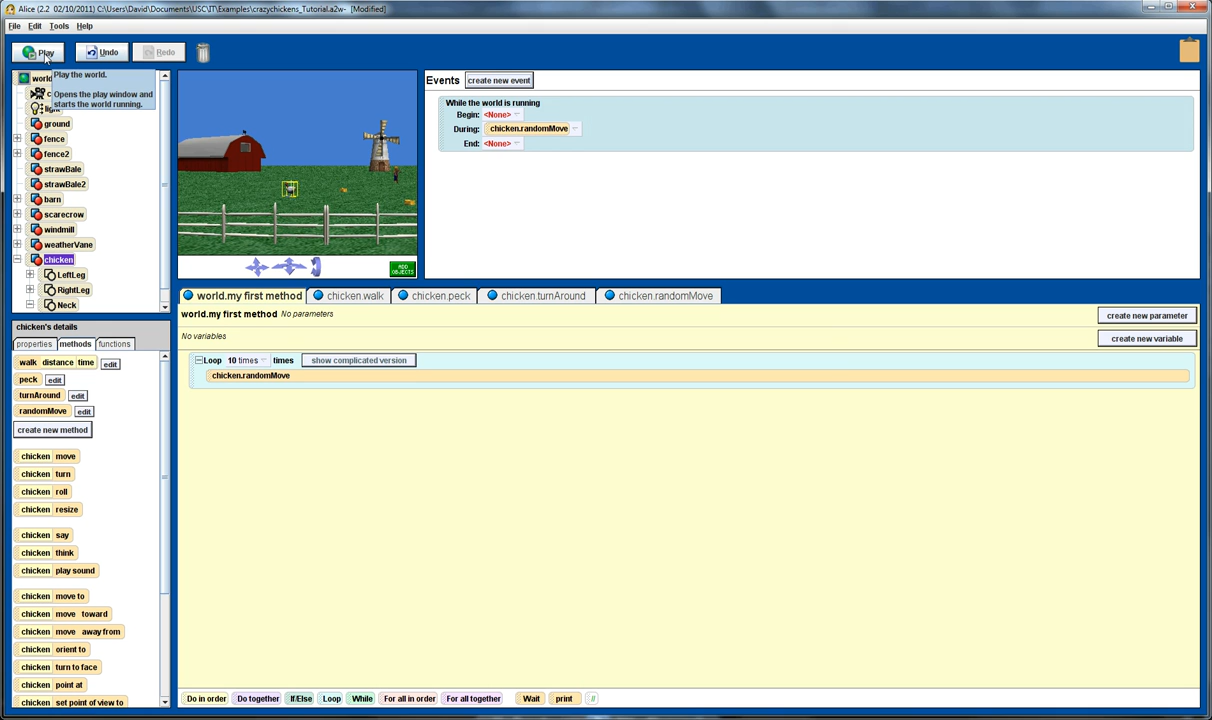 Alice (2.2 02/10/2011) C:\Users\David\Documents\USC\IT\Examples\crazychickens_Tutorial.a2w- [Modified]
File Edit Tools Help
Play Undo Redo
Play the world.
Opens the play window and
starts the world running.
world
ground
fence
fence2
strawBale
strawBale2
barn
scarecrow
windmill
weatherVane
chicken
LeftLeg
RightLeg
Neck
ADD
OBJECTS
Events create new event
While the world is running
Begin: <None>
During: chicken.randomMove
End: <None>
chicken's details
properties methods functions
walk distance time edit
peck edit
turnAround edit
randomMove edit
create new method
chicken move
chicken turn
chicken roll
chicken resize
chicken say
chicken think
chicken play sound
chicken move to
chicken move toward
chicken move away from
chicken orient to
chicken turn to face
chicken point at
chicken set point of view to
world.my first method chicken.walk chicken.peck chicken.turnAround chicken.randomMove
world.my first method No parameters create new parameter
No variables create new variable
Loop 10 times times show complicated version
chicken.randomMove
Do in order Do together If/Else Loop While For all in order For all together Wait print //